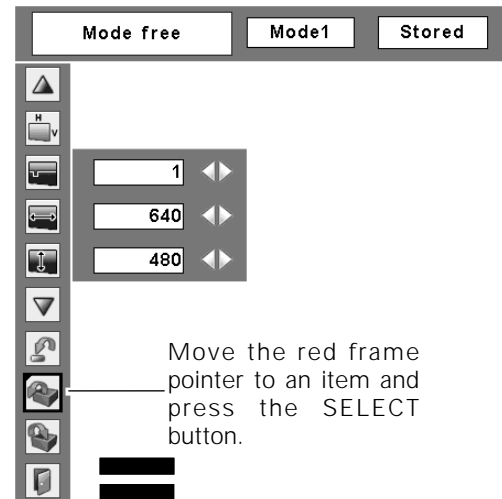 Mode free Mode1 Stored
H
V
1
640
480
Move the red frame
pointer to an item and
press the SELECT
button.